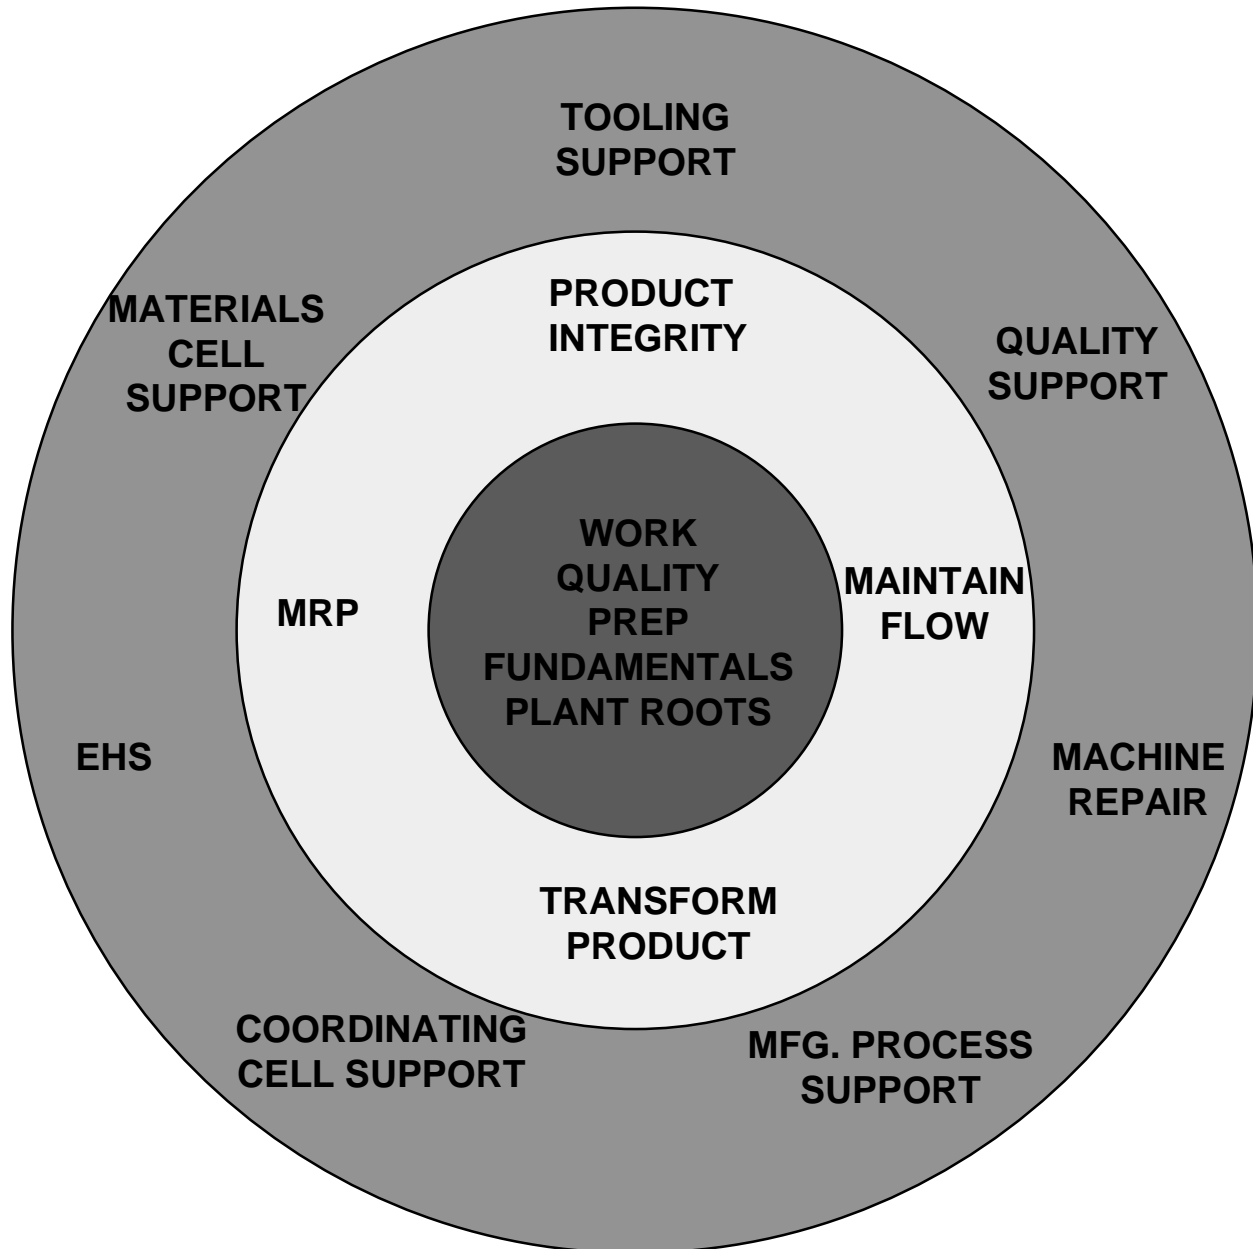 TOOLING
SUPPORT
PRODUCT
INTEGRITY
MATERIALS
CELL
SUPPORT
QUALITY
SUPPORT
WORK
QUALITY
PREP
FUNDAMENTALS
PLANT ROOTS
MRP
MAINTAIN
FLOW
EHS
MACHINE
REPAIR
TRANSFORM
PRODUCT
COORDINATING
CELL SUPPORT
MFG. PROCESS
SUPPORT